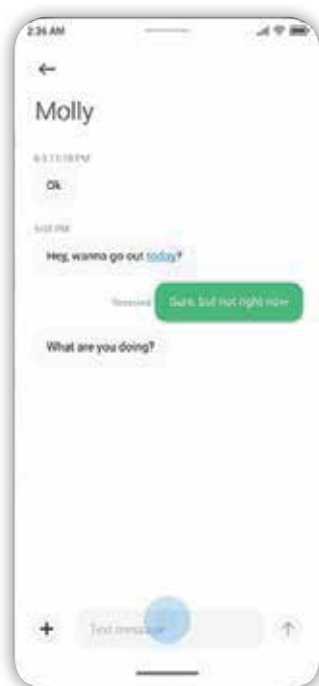 2:36 AM
Molly
Ok
Hey, wanna go out today?
Sure, but not right now
What are you doing?
Text message